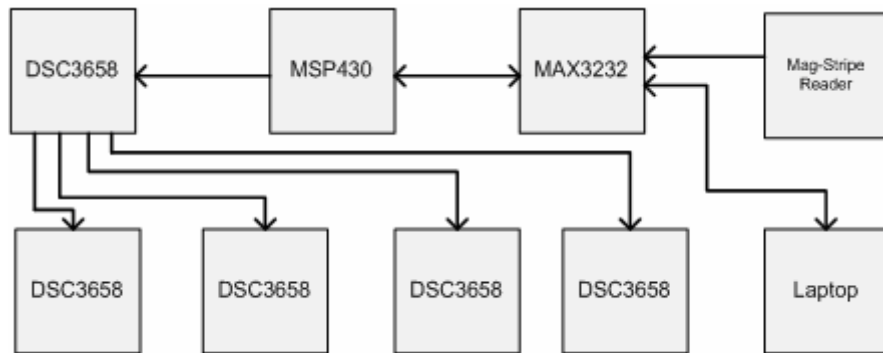 DSC3658
MSP430
MAX3232
Mag-Stripe
Reader
DSC3658
DSC3658
DSC3658
DSC3658
Laptop